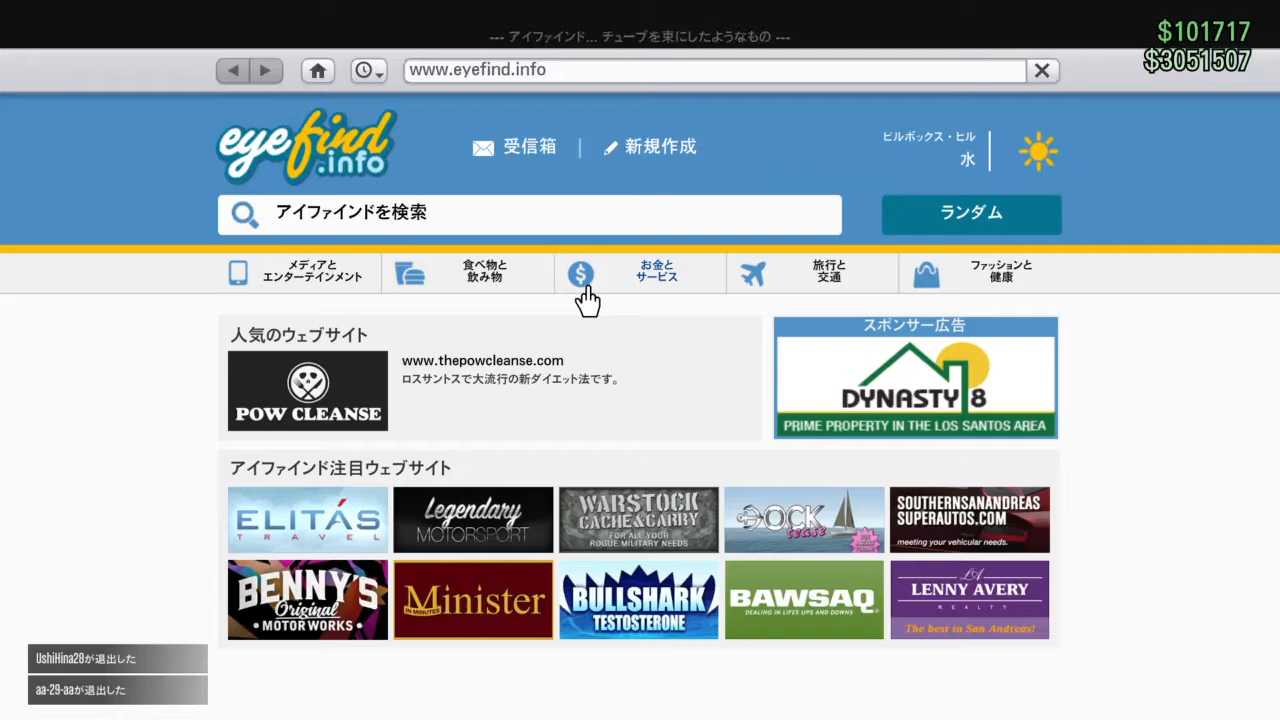 --- アイファインド... チューブを束にしたようなもの ---
$101717
$3051507
www.eyefind.info
eyefind
.info
受信箱
新規作成
ビルボックス・ヒル
水
アイファインドを検索
ランダム
メディアと
エンターテインメント
食べ物と
飲み物
お金と
サービス
旅行と
交通
ファッションと
健康
人気のウェブサイト
POW CLEANSE
www.thepowcleanse.com
ロスサントスで大流行の新ダイエット法です。
スポンサー広告
DYNASTY 8
PRIME PROPERTY IN THE LOS SANTOS AREA
アイファインド注目ウェブサイト
ELITÁS
TRAVEL
Legendary
MOTORSPORT
WARSTOCK
CACHE & CARRY
FOR ALL YOUR
ROGUE MILITARY NEEDS
DOCK
tease
SOUTHERNSANANDREAS
SUPERAUTOS.COM
meeting your vehicular needs.
BENNY'S
Original
• MOTOR WORKS •
IN MINUTES
Minister
BULLSHARK
TESTOSTERONE
BAWSAQ
DEALING IN LIFES UPS AND DOWNS
LA
LENNY AVERY
REALTY
The best in San Andreas!
UshiHina28が退出した
aa-29-aaが退出した